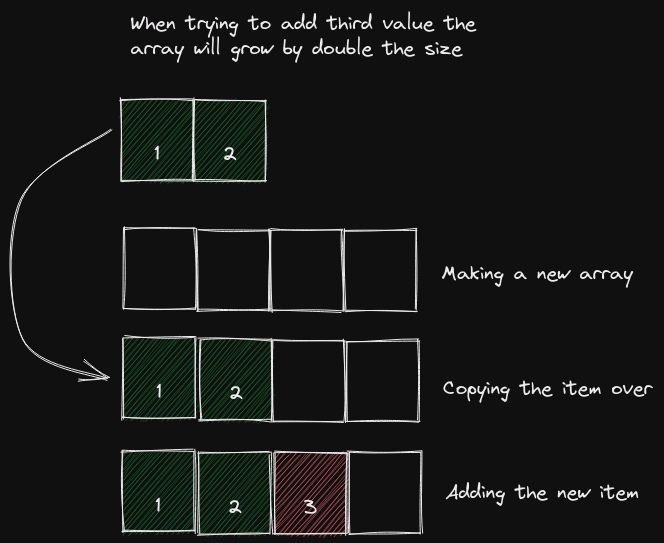 When trying to add third value the
array will grow by double the size
1 2
Making a new array
1 2
Copying the item over
1 2 3
Adding the new item